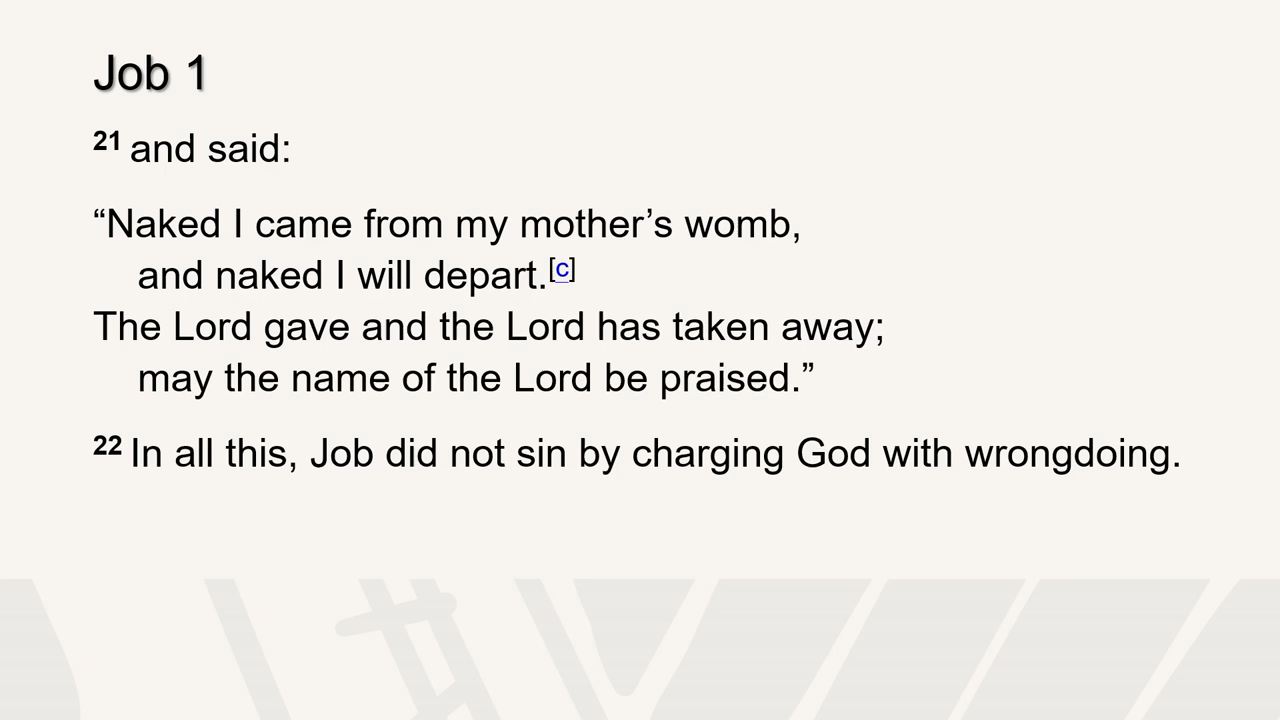 Job 1
21 and said:
“Naked I came from my mother’s womb,
and naked I will depart.[c]
The Lord gave and the Lord has taken away;
may the name of the Lord be praised.”
22 In all this, Job did not sin by charging God with wrongdoing.